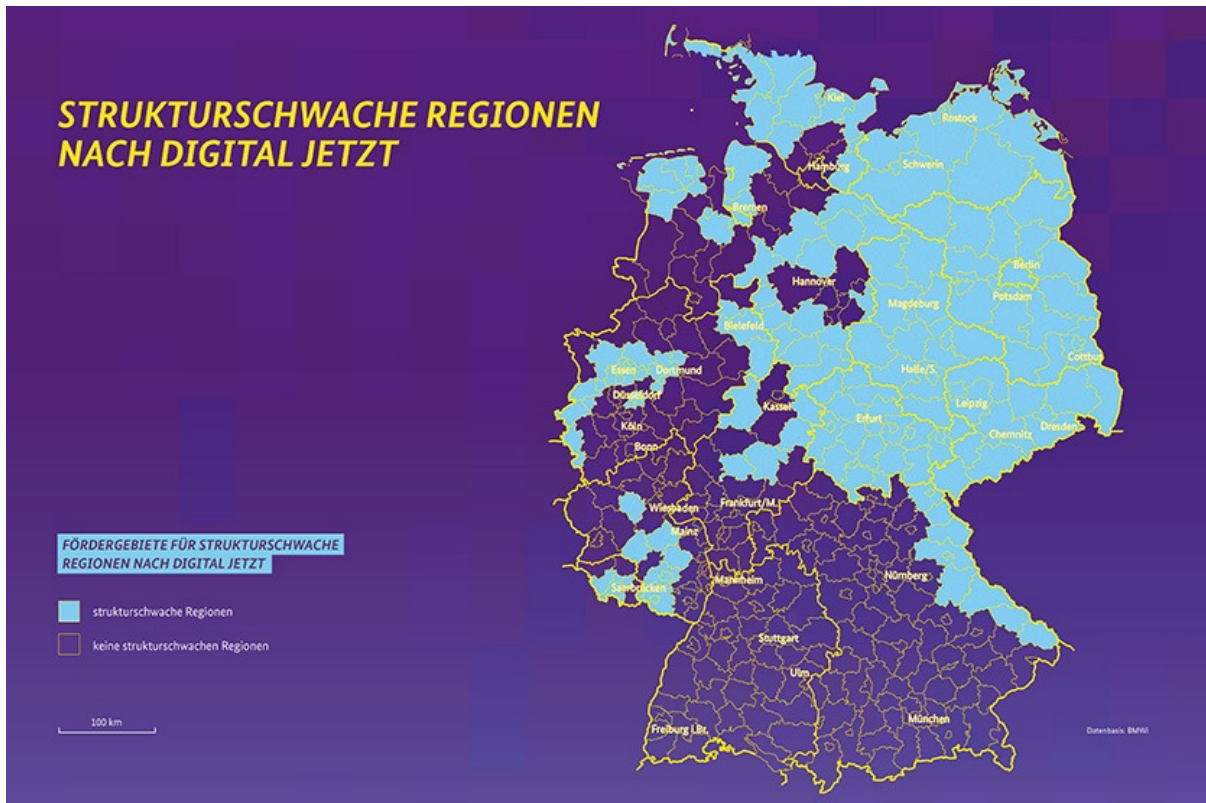 STRUKTURSCHWACHE REGIONEN
NACH DIGITAL JETZT
Kiel
Rostock
Hamburg
Schwerin
Bremen
Berlin
Hannover
Potsdam
Magdeburg
Bielefeld
Cottbus
Essen
Dortmund
Halle/S.
Düsseldorf
Kassel
Leipzig
Erfurt
Köln
Dresden
Chemnitz
Bonn
Frankfurt/M.
Wiesbaden
Mainz
FÖRDERGEBIETE FÜR STRUKTURSCHWACHE
REGIONEN NACH DIGITAL JETZT
Nürnberg
Mannheim
Saarbrücken
strukturschwache Regionen
Stuttgart
keine strukturschwachen Regionen
Ulm
München
100 km
Freiburg i.Br.
Datenbasis: BMWi